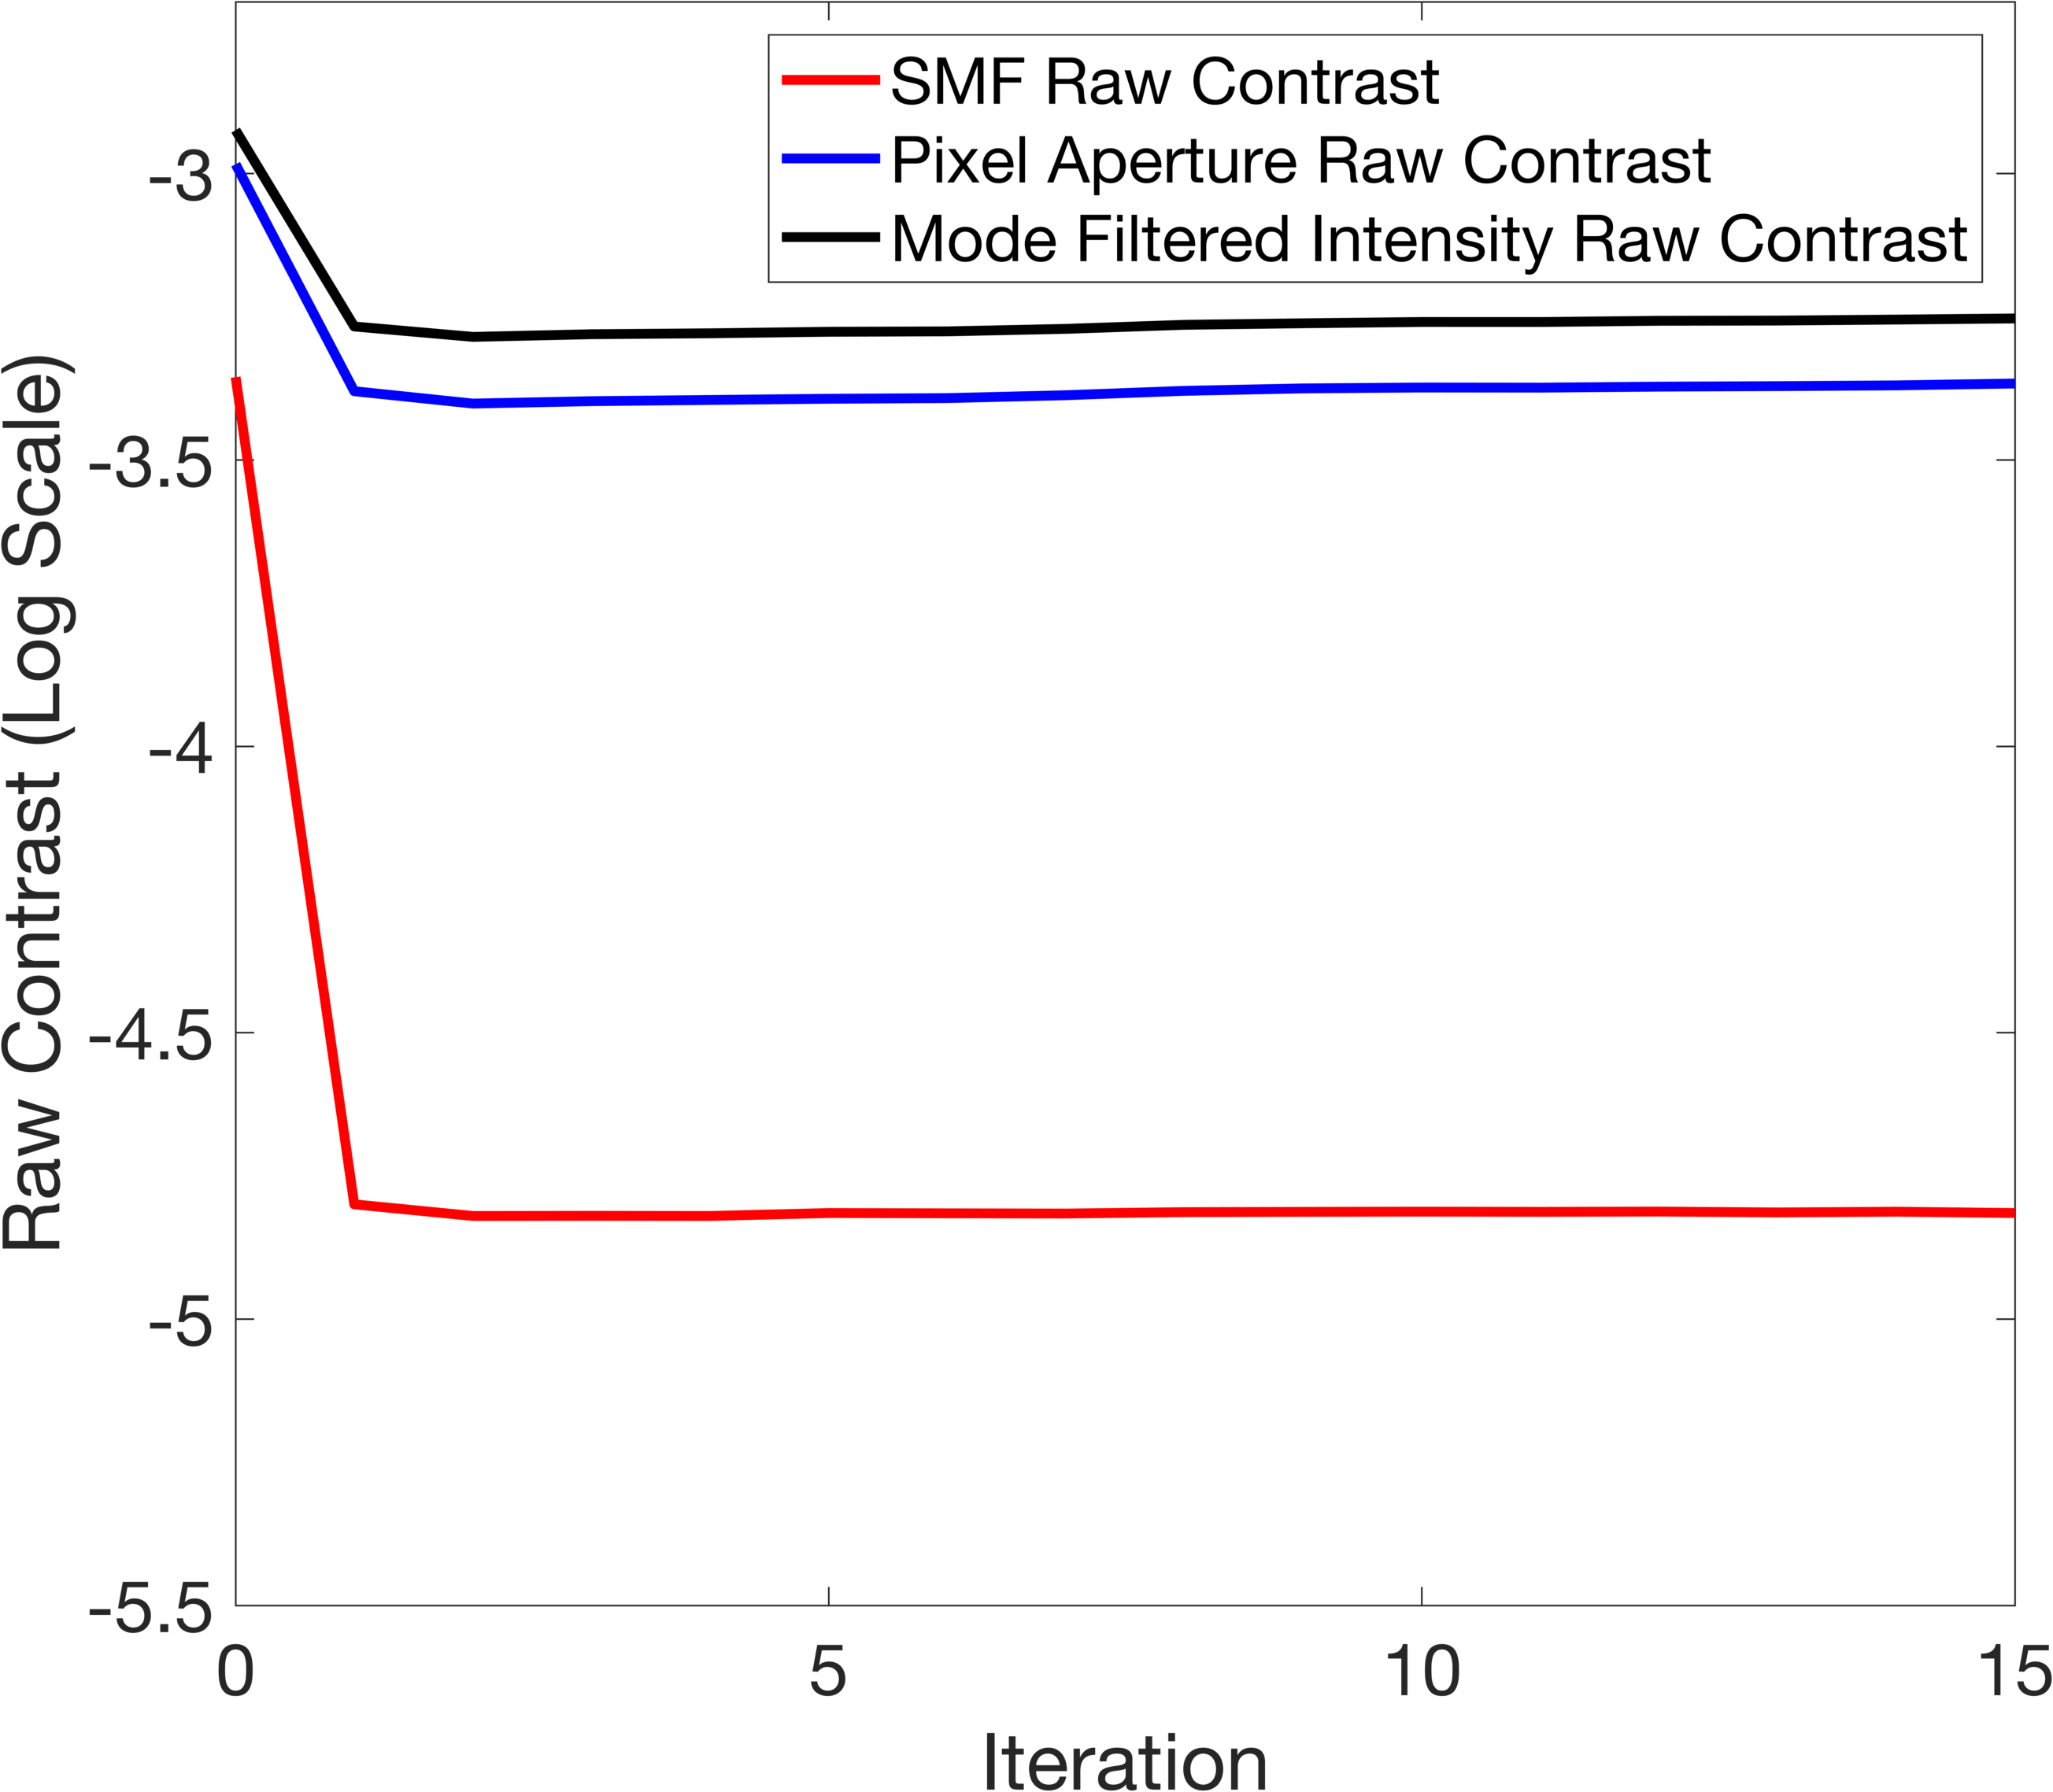 SMF Raw Contrast
Pixel Aperture Raw Contrast
Mode Filtered Intensity Raw Contrast
Raw Contrast (Log Scale)
-3
-3.5
-4
-4.5
-5
-5.5
0 5 10 15
Iteration